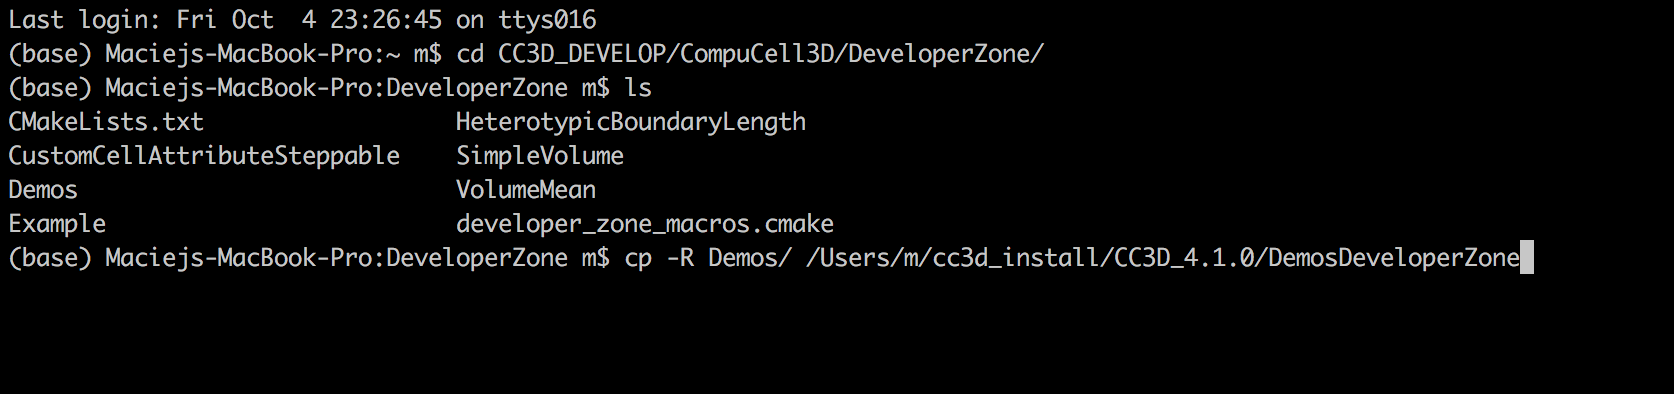 Last login: Fri Oct  4 23:26:45 on ttys016
(base) Maciejs-MacBook-Pro:~ m$ cd CC3D_DEVELOP/CompuCell3D/DeveloperZone/
(base) Maciejs-MacBook-Pro:DeveloperZone m$ ls
CMakeLists.txt                  HeterotypicBoundaryLength
CustomCellAttributeSteppable    SimpleVolume
Demos                           VolumeMean
Example                         developer_zone_macros.cmake
(base) Maciejs-MacBook-Pro:DeveloperZone m$ cp -R Demos/ /Users/m/cc3d_install/CC3D_4.1.0/DemosDeveloperZone